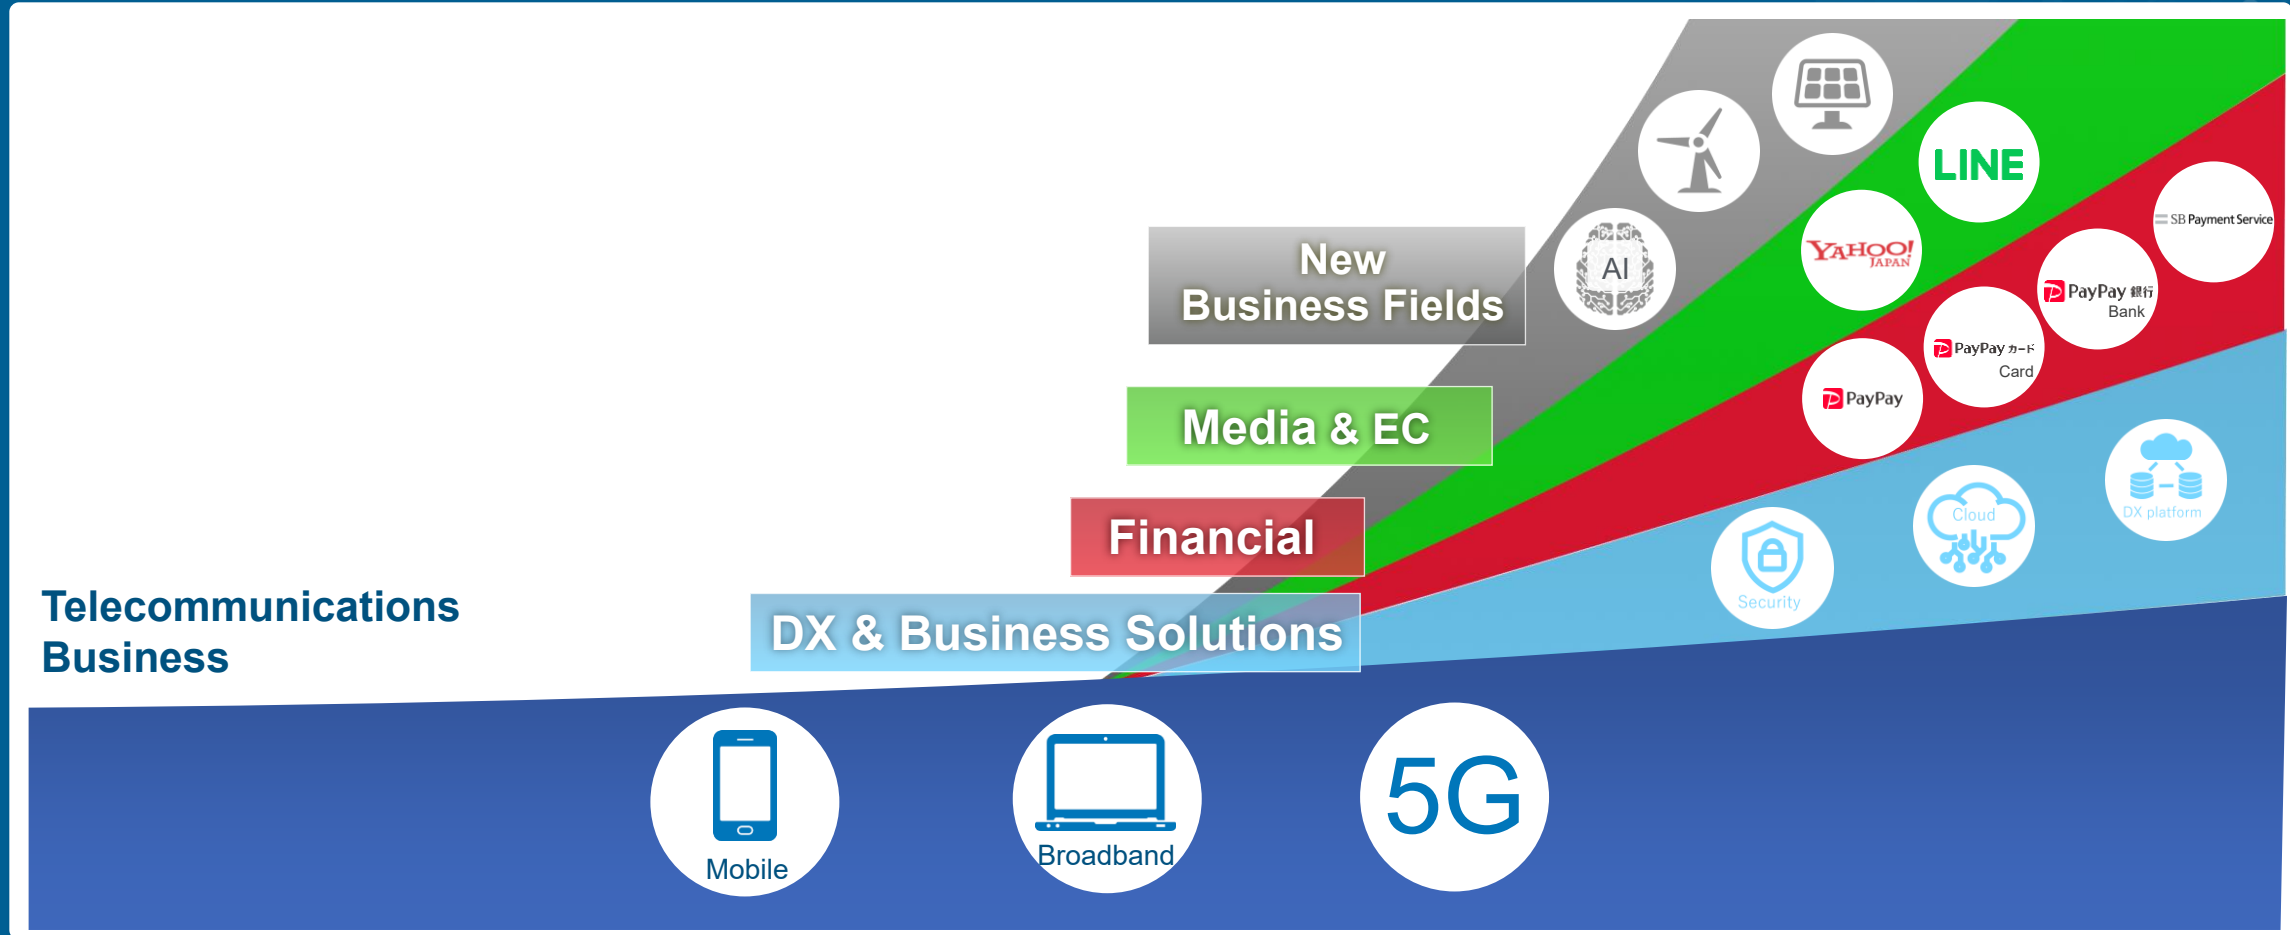 New
Business Fields
Media & EC
Financial
DX & Business Solutions
Telecommunications
Business
AI
LINE
YAHOO!
JAPAN
SB Payment Service
PayPay 銀行
Bank
PayPay カード
Card
PayPay
Security
Cloud
DX platform
Mobile
Broadband
5G